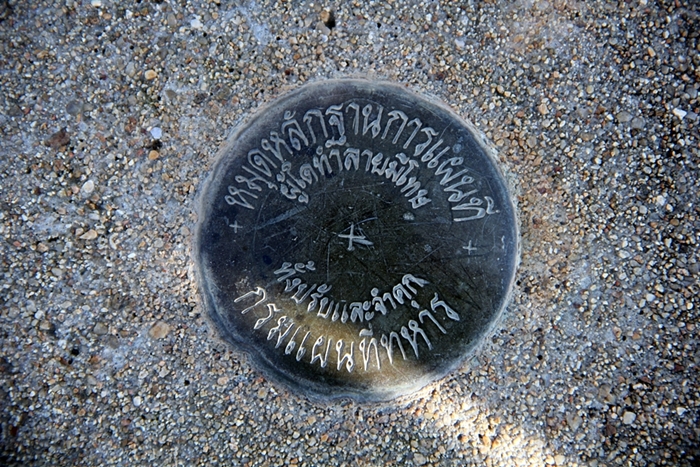 หมุดหลักฐานการแผนที่
ผู้ใดทำลายมีโทษ
ทั้งปรับและจำคุก
กรมแผนที่ทหาร